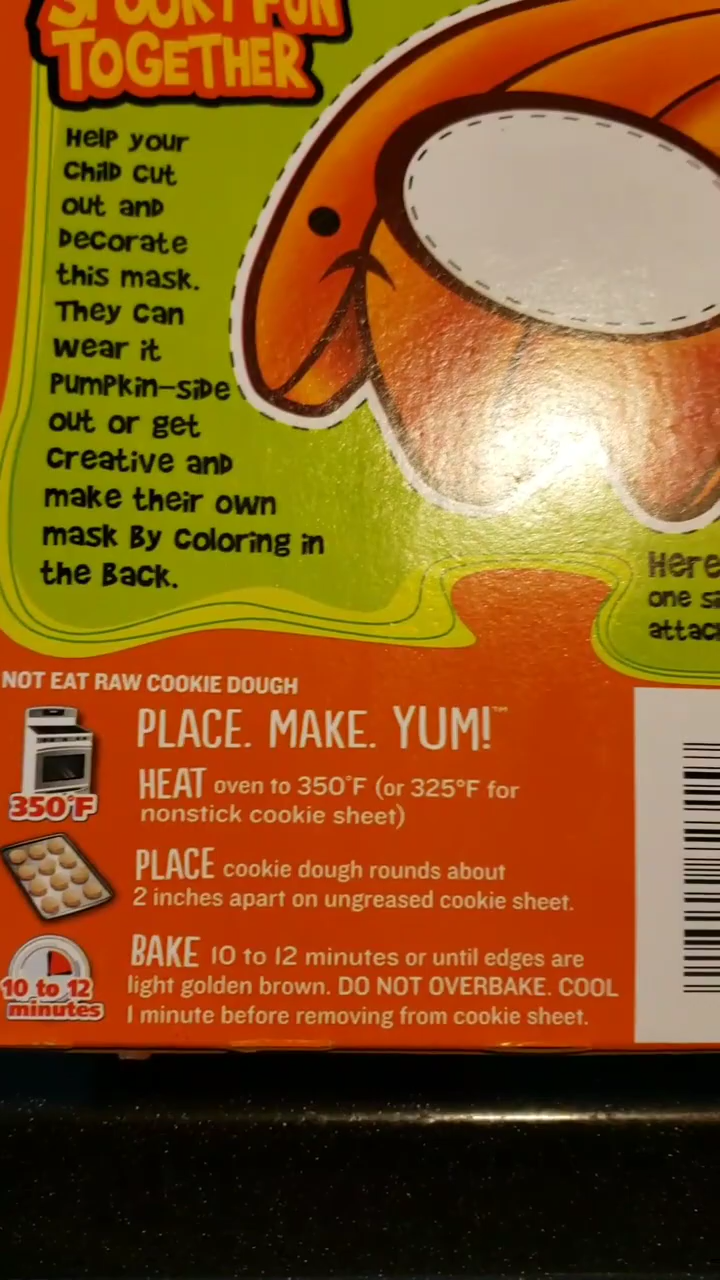 SPOOKY FUN
TOGETHER
Help your
child cut
out and
decorate
this mask.
They can
wear it
pumpkin-side
out or get
creative and
make their own
mask by coloring in
the back.
Here
one
attac
NOT EAT RAW COOKIE DOUGH
PLACE. MAKE. YUM!™
350°F
HEAT oven to 350°F (or 325°F for
nonstick cookie sheet)
PLACE cookie dough rounds about
2 inches apart on ungreased cookie sheet.
10 to 12
minutes
BAKE 10 to 12 minutes or until edges are
light golden brown. DO NOT OVERBAKE. COOL
1 minute before removing from cookie sheet.